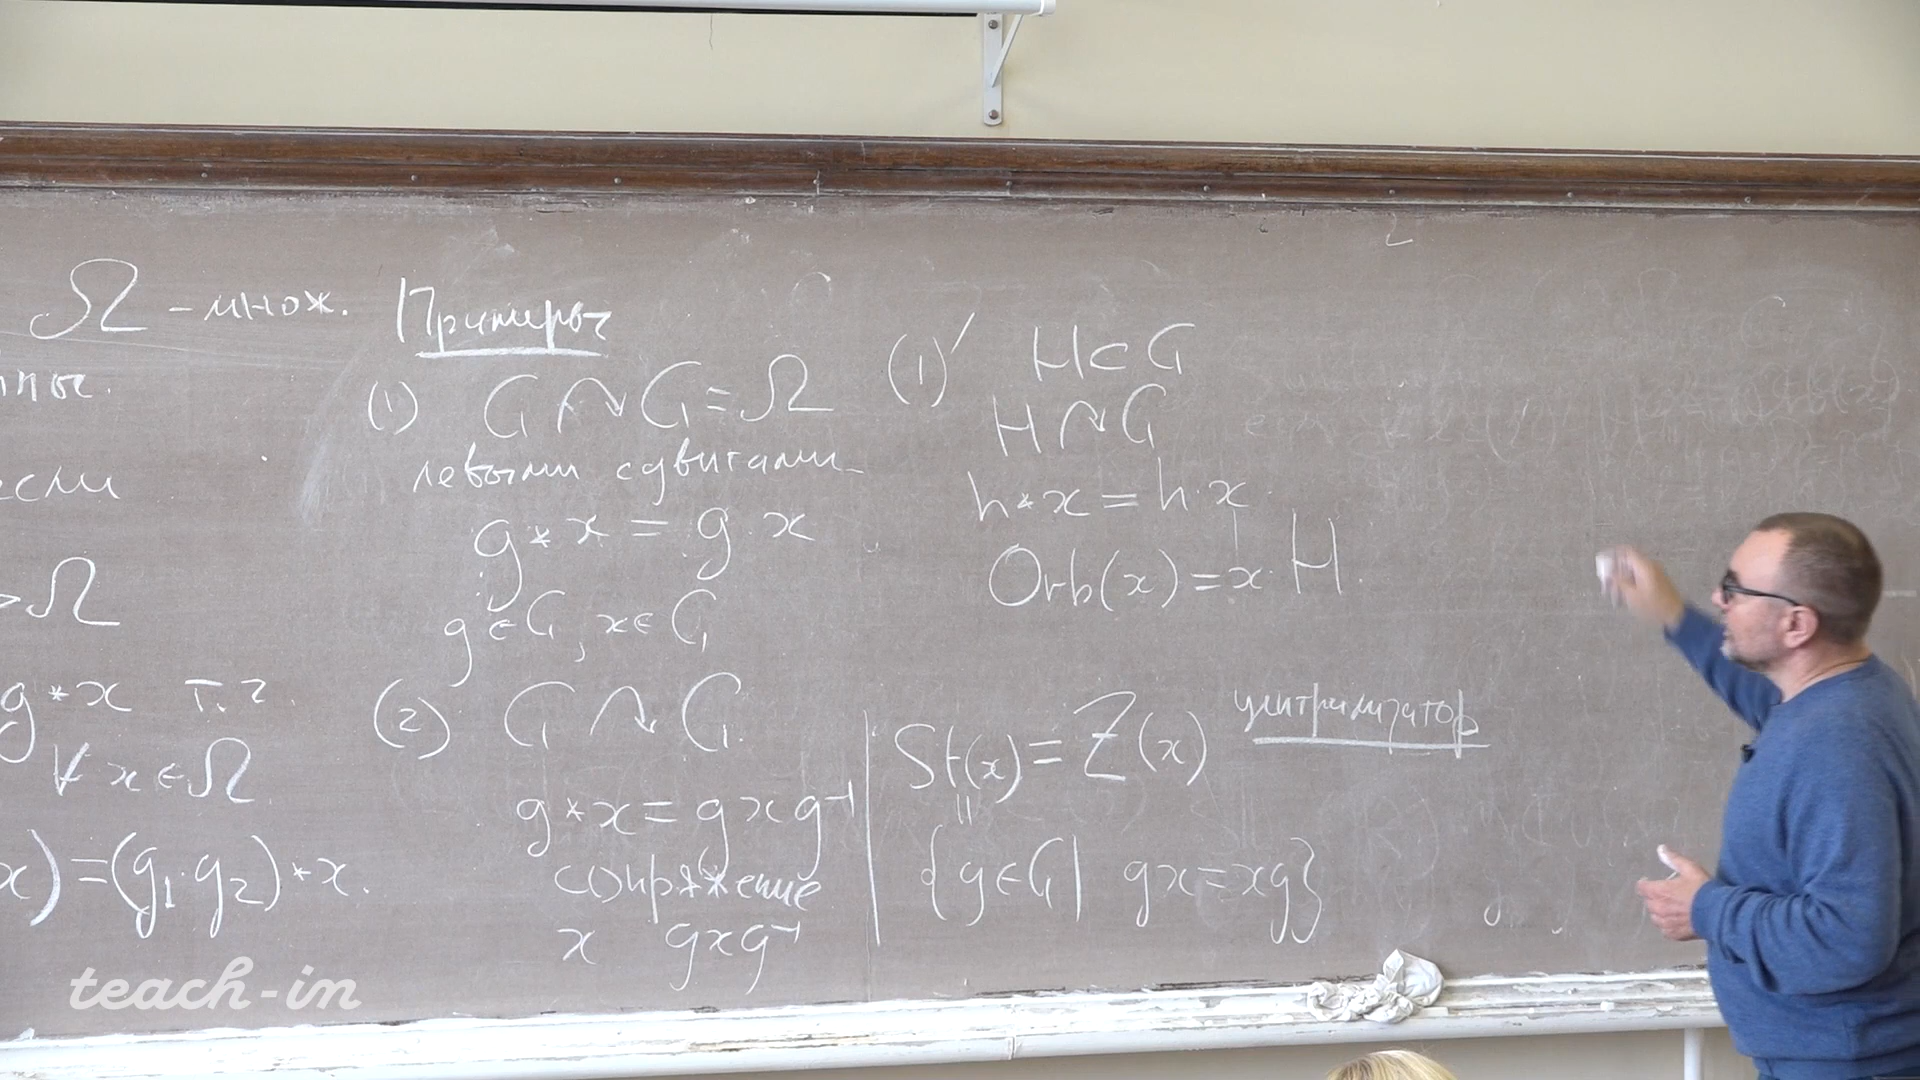 Ω - множ.
если
Ω
g * x т. ?.
∀ x ∈ Ω
x) = (g₁·g₂) * x.
Примеры
(1) G ↷ G = Ω
левыми сдвигами
g * x = g · x
g ∈ G, x ∈ G
(2) G ↷ G.
g * x = g x g⁻¹
сопряжение
x gxg⁻¹
(1)′ H ⊂ G
H ↷ G
h * x = h · x.
Orb(x) = x · H.
St(x) = Z(x) централизатор
=
{g ∈ G | gx = xg}
teach-in